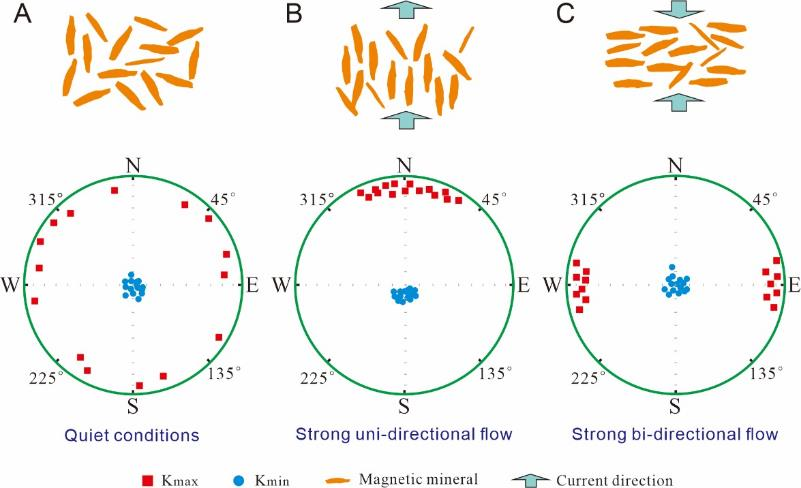 A
B
C
N
315°
45°
W
E
225°
135°
S
Quiet conditions
N
315°
45°
W
E
225°
135°
S
Strong uni-directional flow
N
315°
45°
W
E
225°
135°
S
Strong bi-directional flow
Kmax
Kmin
Magnetic mineral
Current direction